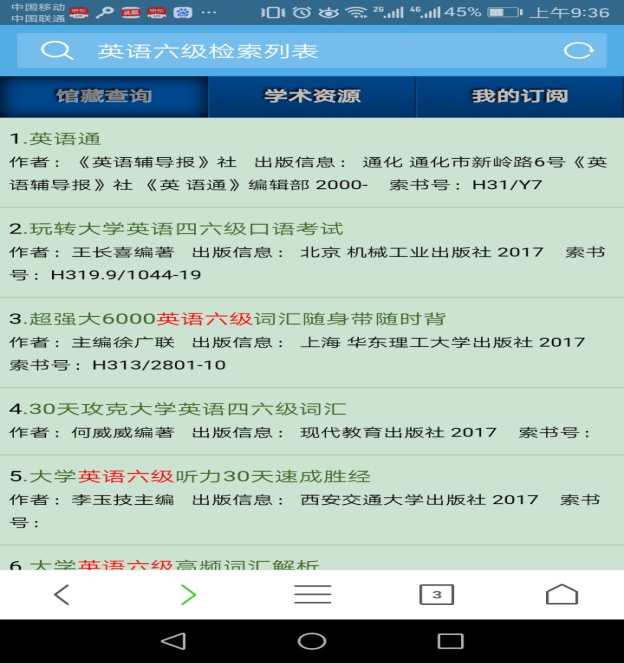 中国移动
中国联通
26 46 45% 上午9:36
英语六级检索列表
馆藏查询 学术资源 我的订阅
1.英语通
作者：《英语辅导报》社 出版信息： 通化 通化市新岭路6号《英
语辅导报》社 《英 语通》编辑部 2000- 索书号：H31/Y7
2.玩转大学英语四六级口语考试
作者：王长喜编著 出版信息： 北京 机械工业出版社 2017 索书
号：H319.9/1044-19
3.超强大6000英语六级词汇随身带随时背
作者：主编徐广联 出版信息： 上海 华东理工大学出版社 2017
索书号：H313/2801-10
4.30天攻克大学英语四六级词汇
作者：何威威编著 出版信息： 现代教育出版社 2017 索书号：
5.大学英语六级听力30天速成胜经
作者：李玉技主编 出版信息： 西安交通大学出版社 2017 索书
号：
6.大学英语六级高频词汇解析
3